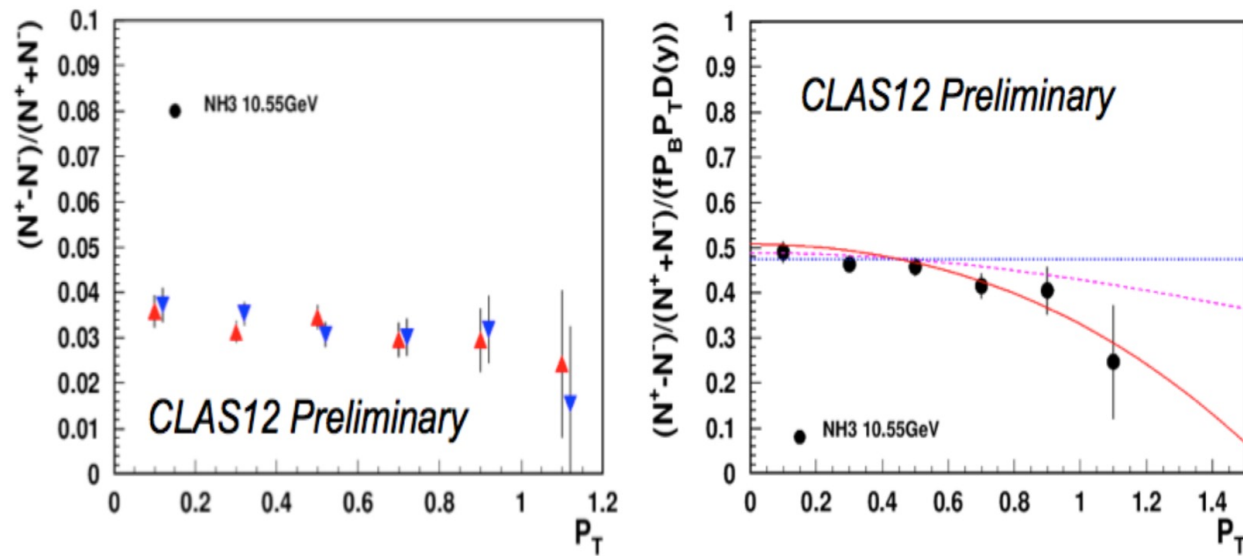 (N⁺-N⁻)/(N⁺+N⁻)
0.1
0.09
0.08
0.07
0.06
0.05
0.04
0.03
0.02
0.01
0
NH3 10.55GeV
CLAS12 Preliminary
0 0.2 0.4 0.6 0.8 1 1.2
P_T
(N⁺-N⁻)/(N⁺+N⁻)/(fP_BP_TD(y))
1
0.9
0.8
0.7
0.6
0.5
0.4
0.3
0.2
0.1
0
CLAS12 Preliminary
NH3 10.55GeV
0 0.2 0.4 0.6 0.8 1 1.2 1.4
P_T